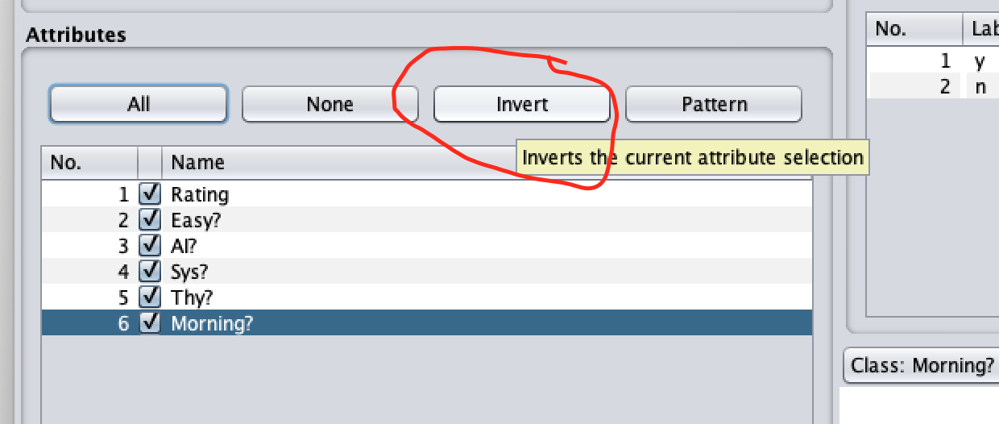 Attributes
All None Invert Pattern
Inverts the current attribute selection
No. Name
1 Rating
2 Easy?
3 AI?
4 Sys?
5 Thy?
6 Morning?
No. Lab
1 y
2 n
Class: Morning?